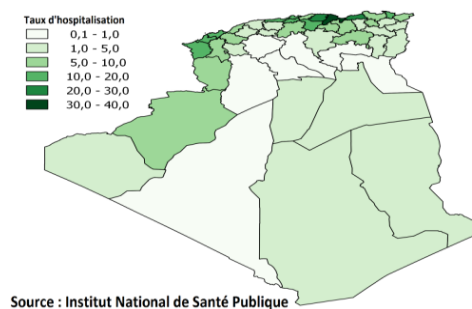 Taux d'hospitalisation
0,1 - 1,0
1,0 - 5,0
5,0 - 10,0
10,0 - 20,0
20,0 - 30,0
30,0 - 40,0
Source : Institut National de Santé Publique